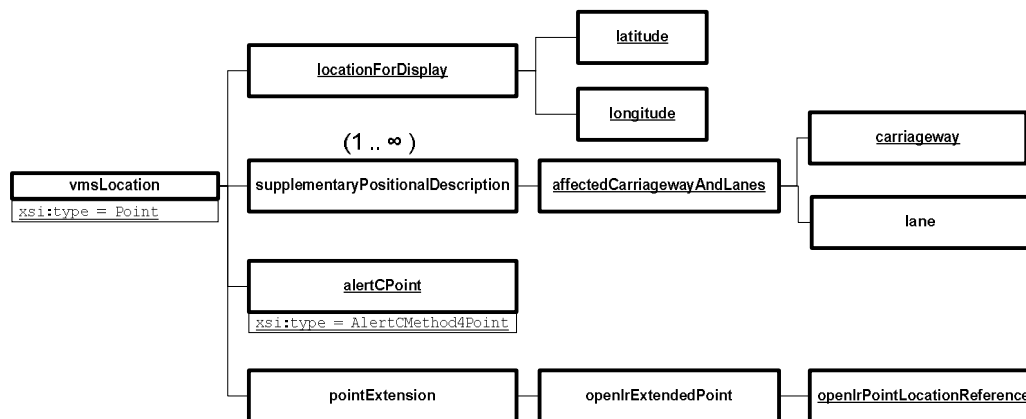 latitude
locationForDisplay
longitude
(1 .. ∞ )
carriageway
vmsLocation
supplementaryPositionalDescription
affectedCarriagewayAndLanes
xsi:type = Point
lane
alertCPoint
xsi:type = AlertCMethod4Point
pointExtension
openlrExtendedPoint
openlrPointLocationReference